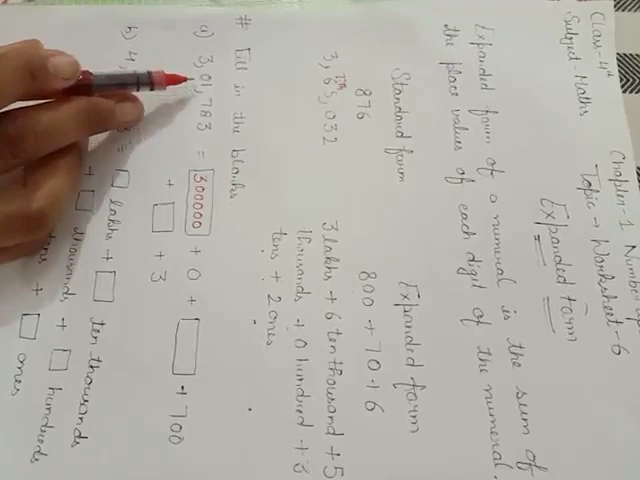 Class-4th
Subject-Maths
Chapter-1 Number
Topic → Worksheet-6
Expanded form
Expanded form of a numeral is the sum of
the place values of each digit of the numeral.
Standard form Expanded form
876 800 + 70 + 6
3,65,032 3 lakhs + 6 ten thousand + 5
thousands + 0 hundred + 3
tens + 2 ones
# Fill in the blanks
a) 3,01,783 = 300000 + 0 + □ + 700
+ □ + 3
b) 4, = □ lakhs + □ ten thousands
+ □ thousands + □ hundreds
tens + □ ones